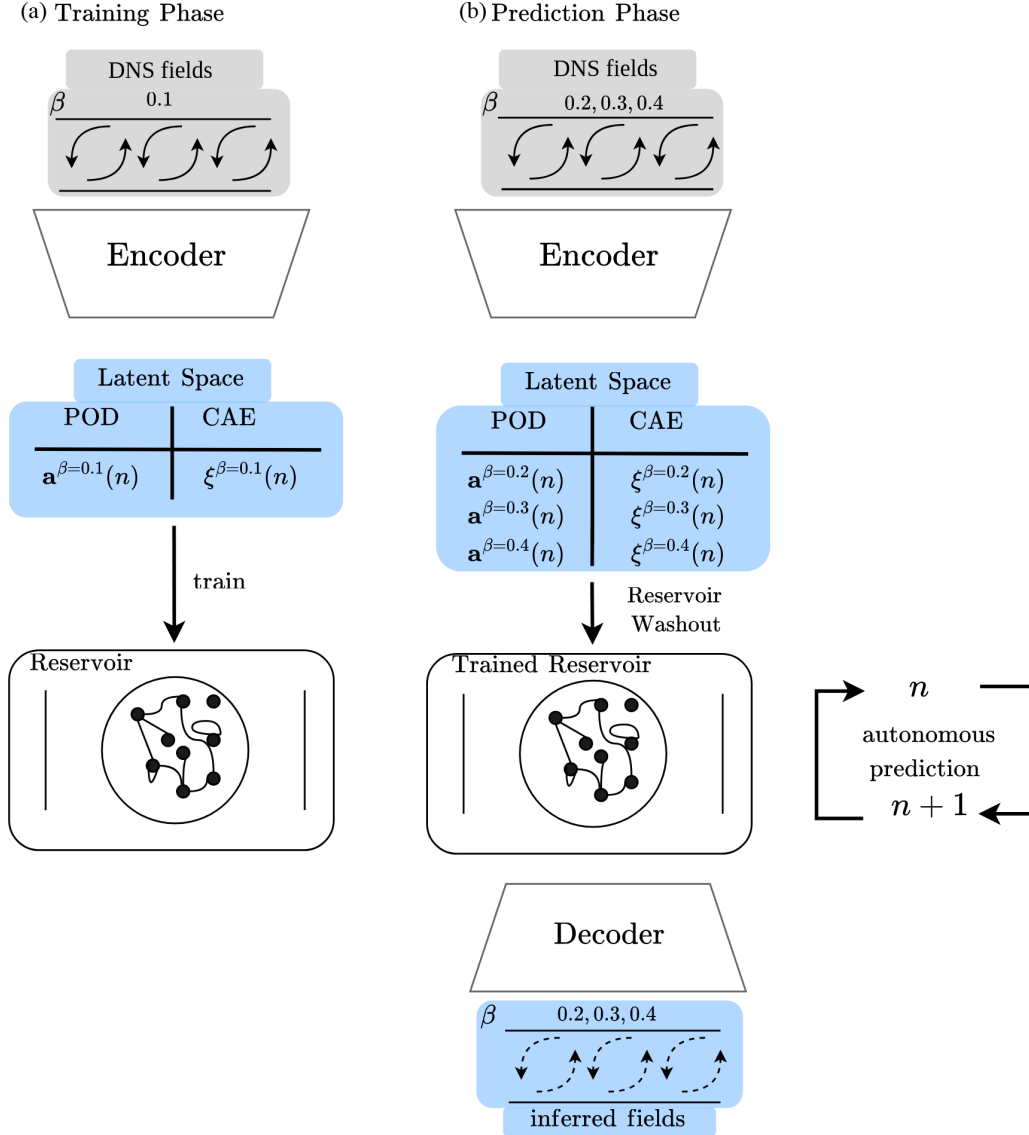 (a) Training Phase
DNS fields
β 0.1
Encoder
Latent Space
POD CAE
a^{β=0.1}(n) ξ^{β=0.1}(n)
train
Reservoir
(b) Prediction Phase
DNS fields
β 0.2, 0.3, 0.4
Encoder
Latent Space
POD CAE
a^{β=0.2}(n) ξ^{β=0.2}(n)
a^{β=0.3}(n) ξ^{β=0.3}(n)
a^{β=0.4}(n) ξ^{β=0.4}(n)
Reservoir
Washout
Trained Reservoir
n
autonomous
prediction
n + 1
Decoder
β 0.2, 0.3, 0.4
inferred fields